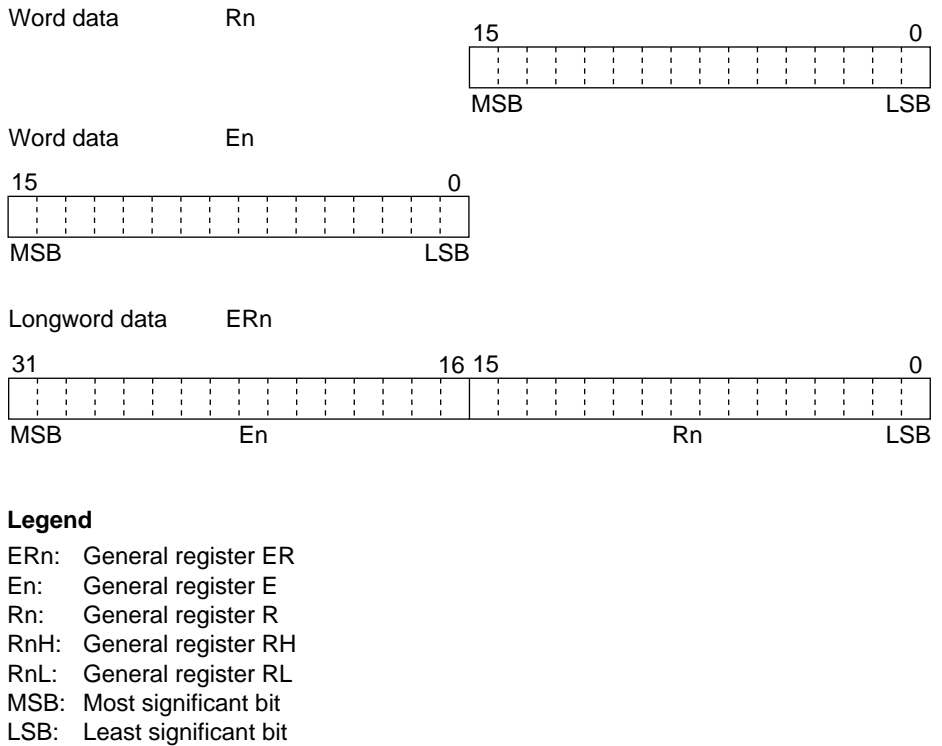 Word data Rn
15 0
MSB LSB
Word data En
15 0
MSB LSB
Longword data ERn
31 16 15 0
MSB En Rn LSB
Legend
ERn: General register ER
En: General register E
Rn: General register R
RnH: General register RH
RnL: General register RL
MSB: Most significant bit
LSB: Least significant bit